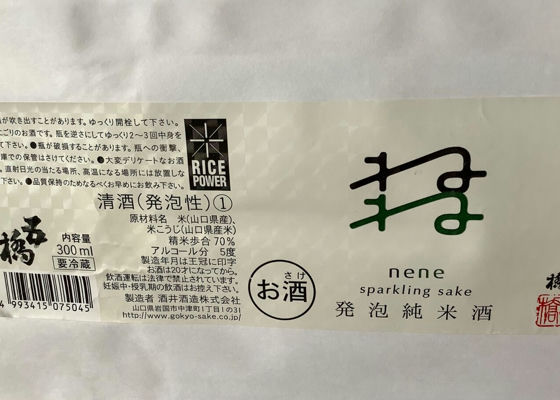 が吹き出すことがあります。ゆっくり開栓して下さい。
ごりのお酒です。瓶を逆さにしてゆっくり2〜3回中身を
い。●瓶が破損することがあります。瓶への衝撃、
庫での保管はさけてください。●大変デリケートなお酒
直射日光の当たる場所、高温になる場所には放置しな
下さい。●品質保持のためなるべくお早めにお飲み下さい。
RICE
POWER
清酒(発泡性)①
原材料名 米(山口県産)、
米こうじ(山口県産米)
精米歩合 70%
アルコール分 5度
製造年月は王冠に印字
お酒は20才になってから。
飲酒運転は法律で禁止されています。
妊娠中・授乳期の飲酒はお控え下さい。
製造者 酒井酒造株式会社
山口県岩国市中津町1丁目1の31
http://www.gokyo-sake.co.jp/
五橋
内容量
300ml
要冷蔵
4 993415 075045
さけ
お酒
ねね
nene
sparkling sake
発泡純米酒